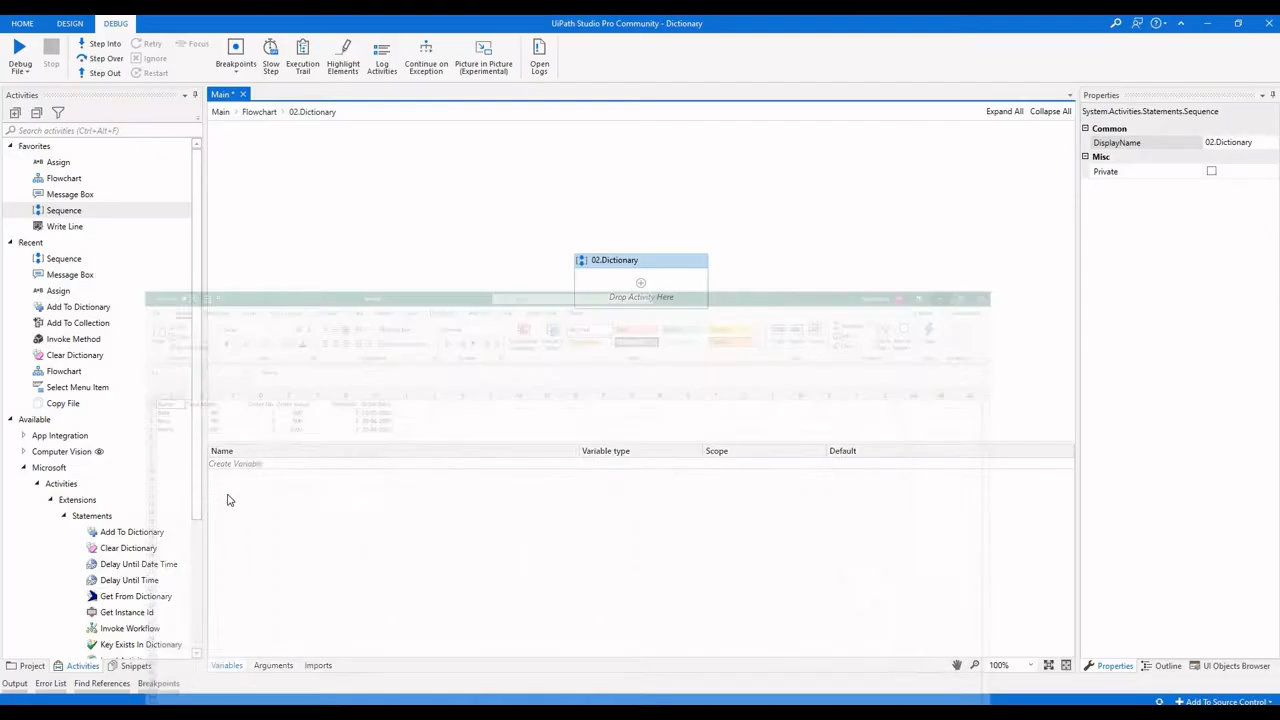 HOME DESIGN DEBUG UiPath Studio Pro Community - Dictionary
Debug File
Stop
Step Into
Step Over
Step Out
Retry
Ignore
Restart
Focus
Breakpoints
Slow Step
Execution Trail
Highlight Elements
Log Activities
Continue on Exception
Picture in Picture (Experimental)
Open Logs
Activities
Search activities (Ctrl+Alt+F)
Favorites
Assign
Flowchart
Message Box
Sequence
Write Line
Recent
Sequence
Message Box
Assign
Add To Dictionary
Add To Collection
Invoke Method
Clear Dictionary
Flowchart
Select Menu Item
Copy File
Available
App Integration
Computer Vision
Microsoft
Activities
Extensions
Statements
Add To Dictionary
Clear Dictionary
Delay Until Date Time
Delay Until Time
Get From Dictionary
Get Instance Id
Invoke Workflow
Key Exists In Dictionary
Project Activities Snippets
Main *
Main > Flowchart > 02.Dictionary
Expand All Collapse All
02.Dictionary
Drop Activity Here
Name Variable type Scope Default
Create Variable
Variables Arguments Imports
100%
Properties
System.Activities.Statements.Sequence
Common
DisplayName 02.Dictionary
Misc
Private
Properties Outline UI Objects Browser
Output Error List Find References Breakpoints
Add To Source Control